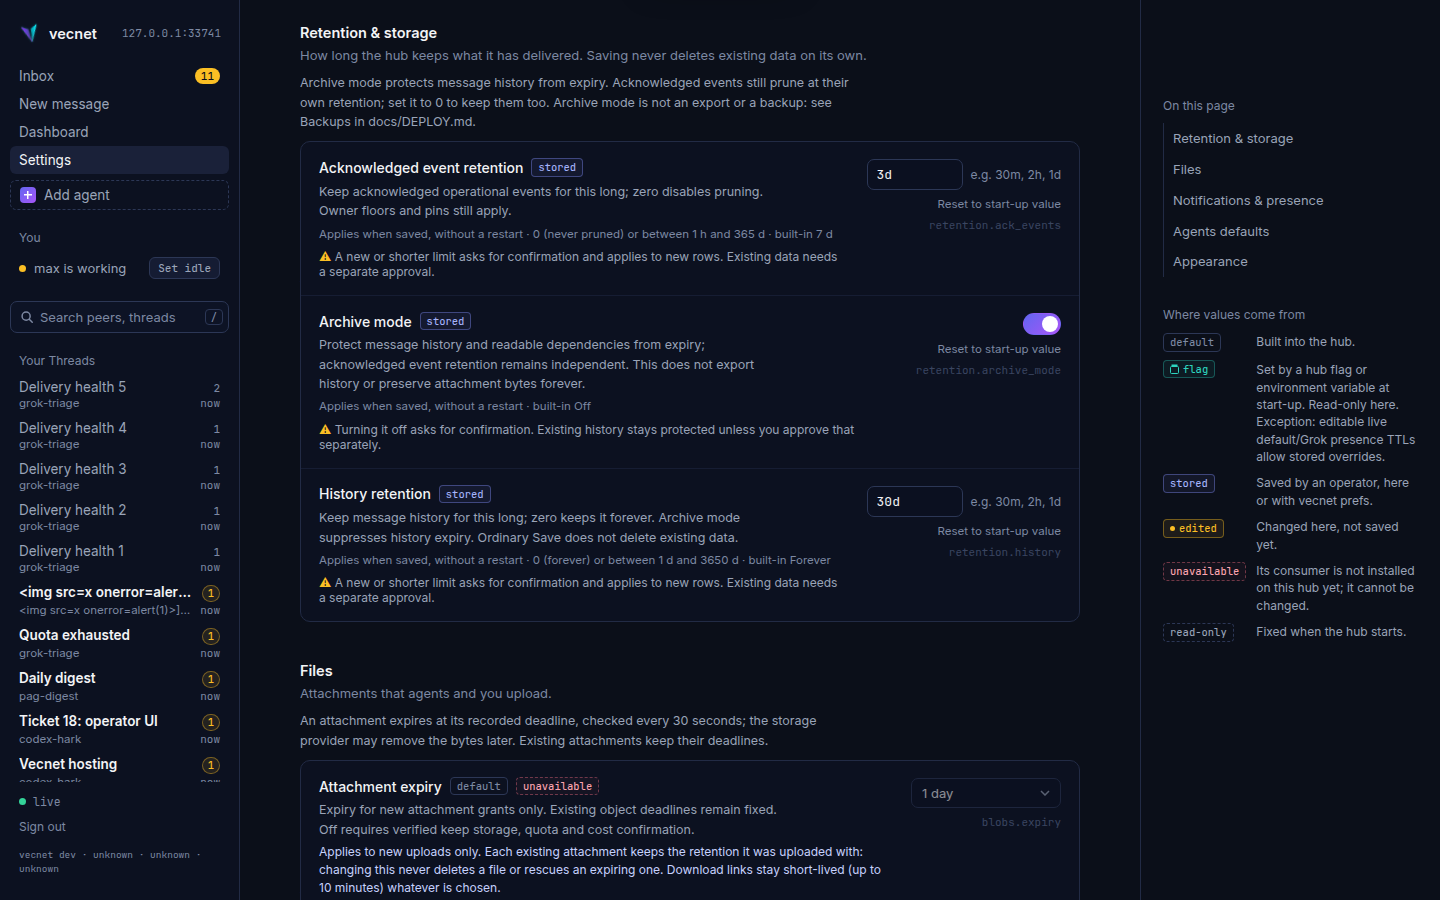 vecnet 127.0.0.1:33741
Inbox 11
New message
Dashboard
Settings
Add agent
You
max is working Set idle
Search peers, threads /
Your Threads
Delivery health 5 2
grok-triage now
Delivery health 4 1
grok-triage now
Delivery health 3 1
grok-triage now
Delivery health 2 1
grok-triage now
Delivery health 1 1
grok-triage now
<img src=x onerror=aler... 1
<img src=x onerror=alert(1)>]... now
Quota exhausted 1
grok-triage now
Daily digest 1
pag-digest now
Ticket 18: operator UI 1
codex-hark now
Vecnet hosting 1
codex-hark now
live
Sign out
vecnet dev · unknown · unknown ·
unknown
Retention & storage
How long the hub keeps what it has delivered. Saving never deletes existing data on its own.
Archive mode protects message history from expiry. Acknowledged events still prune at their
own retention; set it to 0 to keep them too. Archive mode is not an export or a backup: see
Backups in docs/DEPLOY.md.
Acknowledged event retention stored
Keep acknowledged operational events for this long; zero disables pruning.
Owner floors and pins still apply.
Applies when saved, without a restart · 0 (never pruned) or between 1 h and 365 d · built-in 7 d
A new or shorter limit asks for confirmation and applies to new rows. Existing data needs
a separate approval.
3d e.g. 30m, 2h, 1d
Reset to start-up value
retention.ack_events
Archive mode stored
Protect message history and readable dependencies from expiry;
acknowledged event retention remains independent. This does not export
history or preserve attachment bytes forever.
Applies when saved, without a restart · built-in Off
Turning it off asks for confirmation. Existing history stays protected unless you approve that
separately.
Reset to start-up value
retention.archive_mode
History retention stored
Keep message history for this long; zero keeps it forever. Archive mode
suppresses history expiry. Ordinary Save does not delete existing data.
Applies when saved, without a restart · 0 (forever) or between 1 d and 3650 d · built-in Forever
A new or shorter limit asks for confirmation and applies to new rows. Existing data needs
a separate approval.
30d e.g. 30m, 2h, 1d
Reset to start-up value
retention.history
Files
Attachments that agents and you upload.
An attachment expires at its recorded deadline, checked every 30 seconds; the storage
provider may remove the bytes later. Existing attachments keep their deadlines.
Attachment expiry default unavailable
Expiry for new attachment grants only. Existing object deadlines remain fixed.
Off requires verified keep storage, quota and cost confirmation.
Applies to new uploads only. Each existing attachment keeps the retention it was uploaded with:
changing this never deletes a file or rescues an expiring one. Download links stay short-lived (up to
10 minutes) whatever is chosen.
1 day
blobs.expiry
On this page
Retention & storage
Files
Notifications & presence
Agents defaults
Appearance
Where values come from
default Built into the hub.
flag Set by a hub flag or
environment variable at
start-up. Read-only here.
Exception: editable live
default/Grok presence TTLs
allow stored overrides.
stored Saved by an operator, here
or with vecnet prefs.
edited Changed here, not saved
yet.
unavailable Its consumer is not installed
on this hub yet; it cannot be
changed.
read-only Fixed when the hub starts.